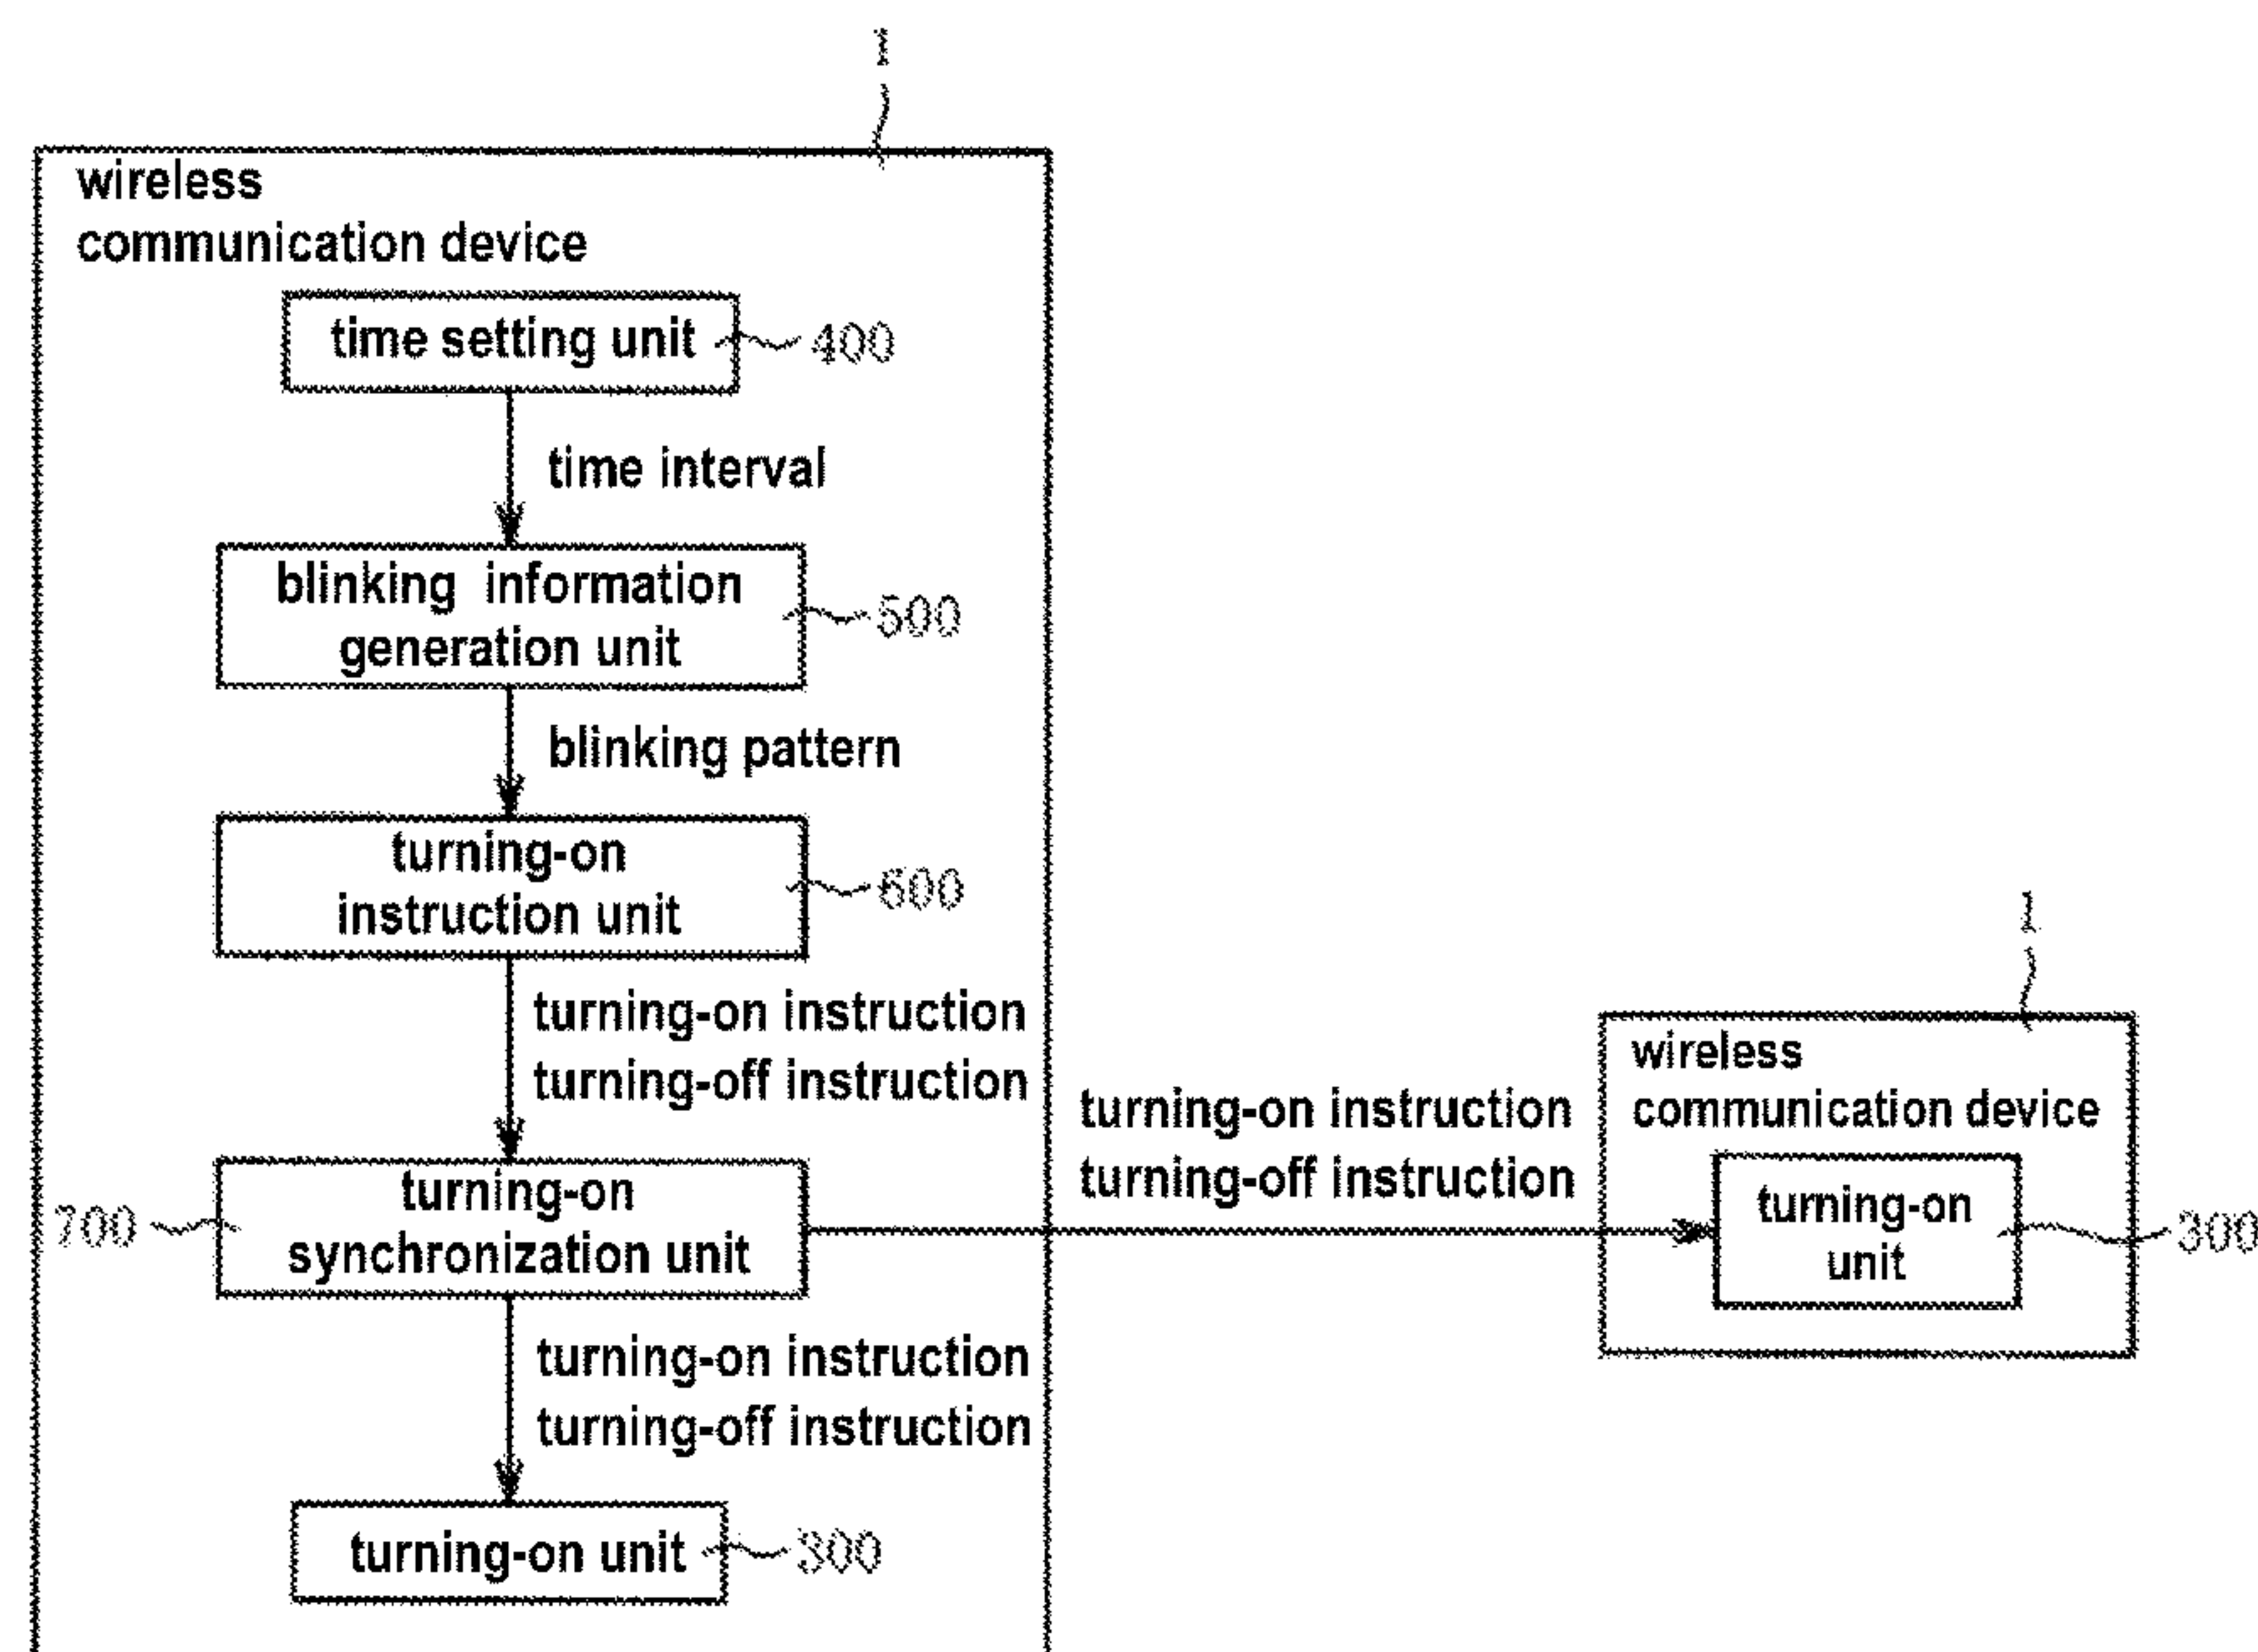 1
wireless
communication device
time setting unit
400
time interval
blinking information
generation unit
500
blinking pattern
turning-on
instruction unit
600
turning-on instruction
turning-off instruction
1
wireless
communication device
turning-on instruction
turning-off instruction
turning-on
synchronization unit
700
turning-on
unit
300
turning-on instruction
turning-off instruction
turning-on unit
300